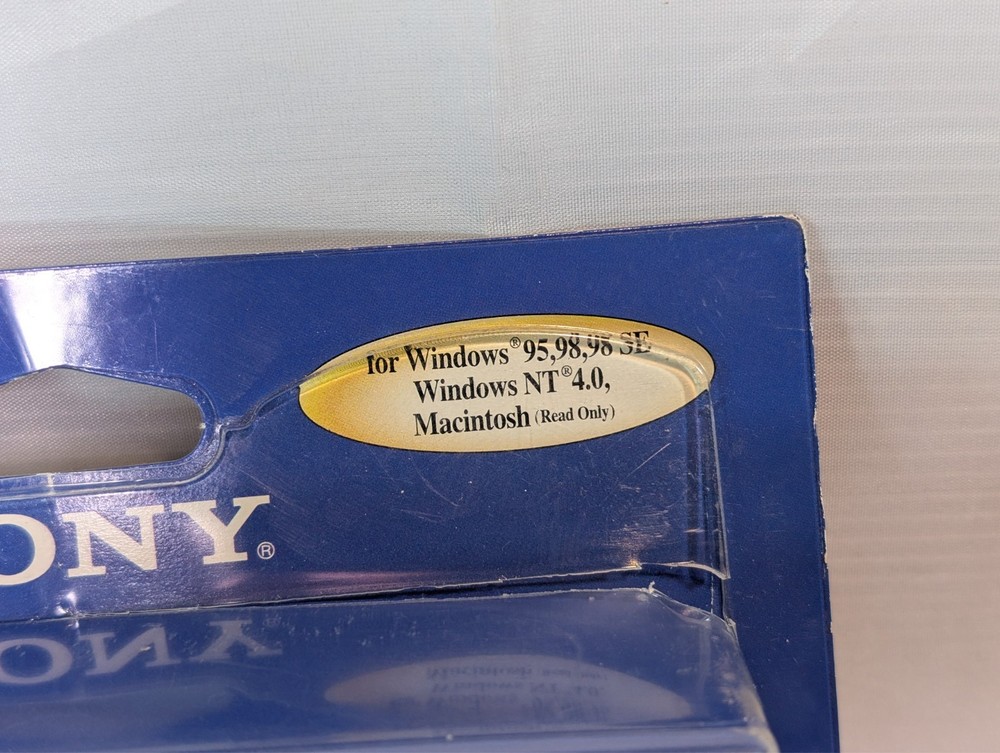 for Windows® 95,98,98 SE
Windows NT® 4.0,
Macintosh (Read Only)
ONY®